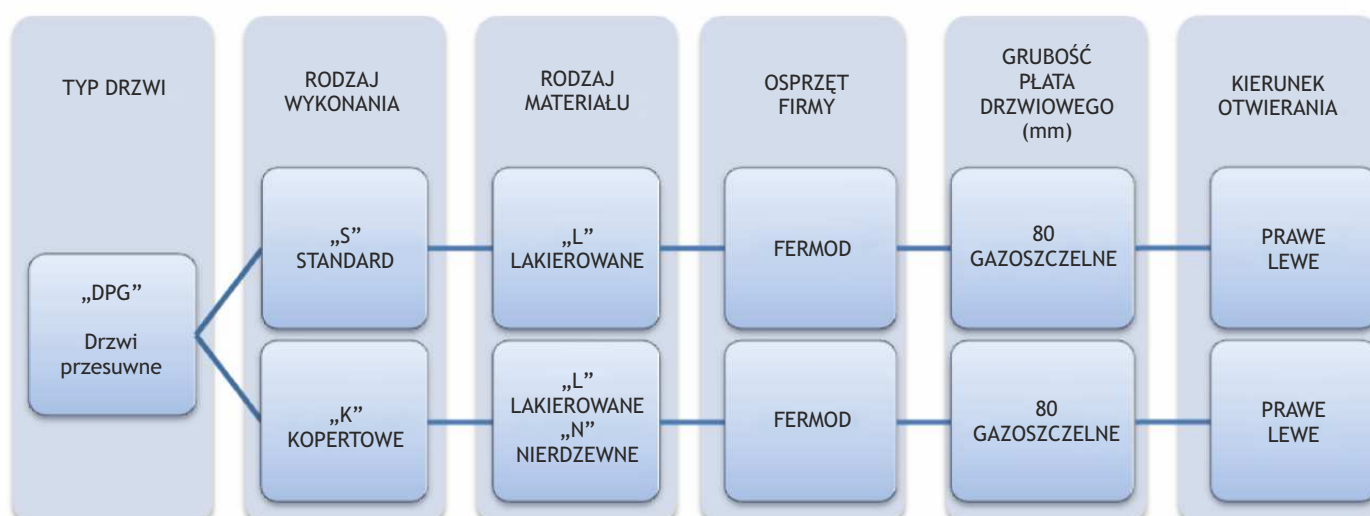 TYP DRZWI
RODZAJ
WYKONANIA
RODZAJ
MATERIAŁU
OSPRZĘT
FIRMY
GRUBOŚĆ
PŁATA
DRZWIOWEGO
(mm)
KIERUNEK
OTWIERANIA
„DPG”
Drzwi
przesuwne
„S”
STANDARD
„L”
LAKIEROWANE
FERMOD
80
GAZOSZCZELNE
PRAWE
LEWE
„K”
KOPERTOWE
„L”
LAKIEROWANE
„N”
NIERDZEWNE
FERMOD
80
GAZOSZCZELNE
PRAWE
LEWE